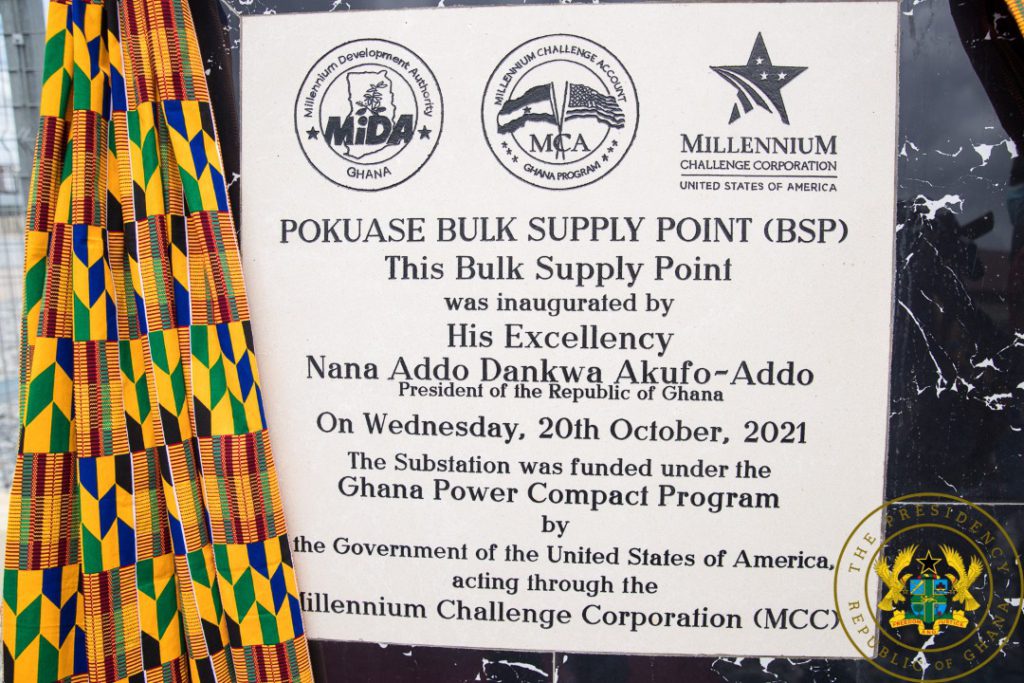 Millennium Development Authority
MiDA
GHANA
MILLENNIUM CHALLENGE ACCOUNT
MCA
GHANA PROGRAM
MILLENNIUM
CHALLENGE CORPORATION
UNITED STATES OF AMERICA
POKUASE BULK SUPPLY POINT (BSP)
This Bulk Supply Point
was inaugurated by
His Excellency
Nana Addo Dankwa Akufo-Addo
President of the Republic of Ghana
On Wednesday, 20th October, 2021
The Substation was funded under the
Ghana Power Compact Program
by
the Government of the United States of America,
acting through the
Millennium Challenge Corporation (MCC)
THE PRESIDENCY
REPUBLIC OF GHANA
FREEDOM AND JUSTICE